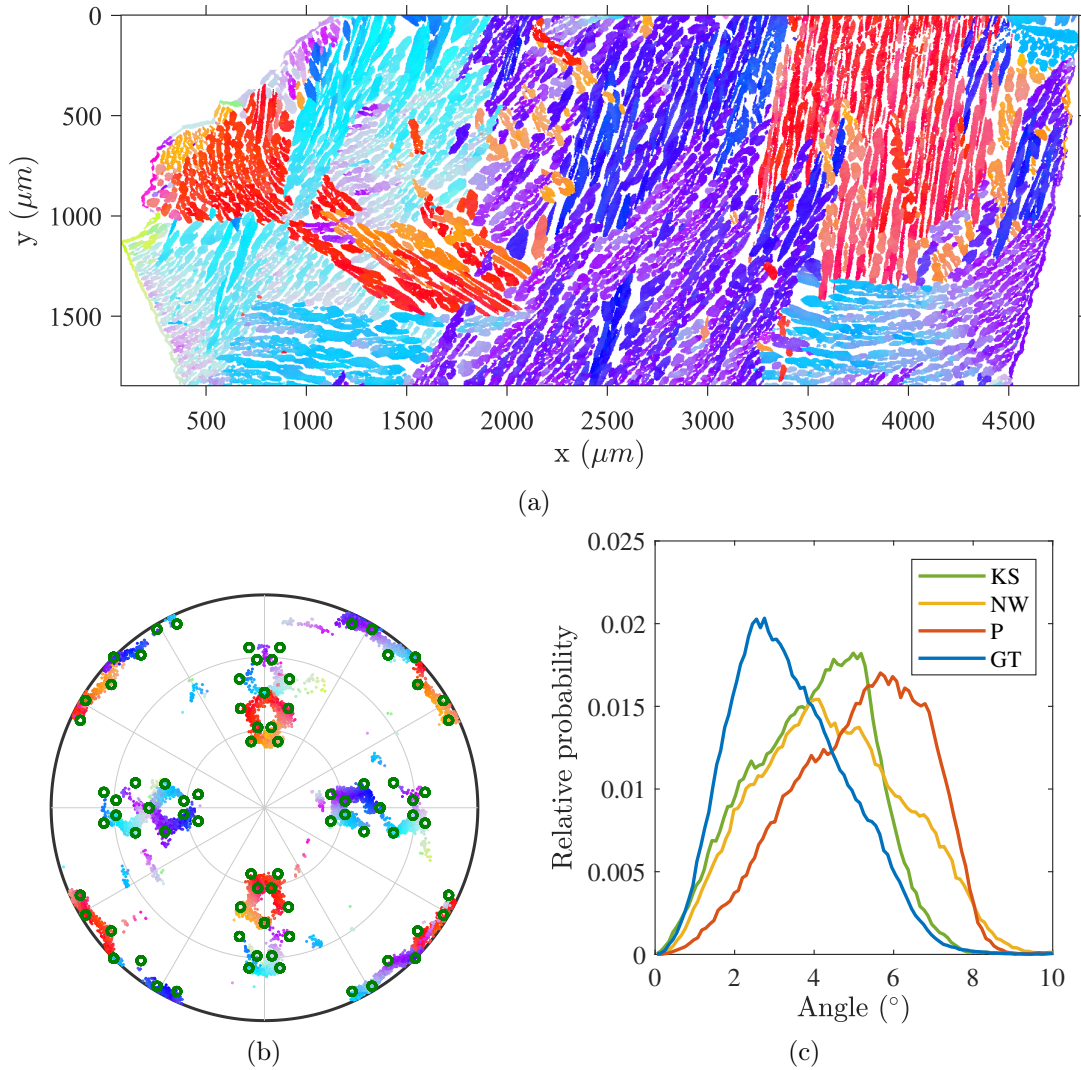 0
500
1000
1500
y (μm)
500 1000 1500 2000 2500 3000 3500 4000 4500
x (μm)
(a)
0.025
0.02
0.015
0.01
0.005
0
Relative probability
KS
NW
P
GT
0 2 4 6 8 10
Angle (°)
(b) (c)